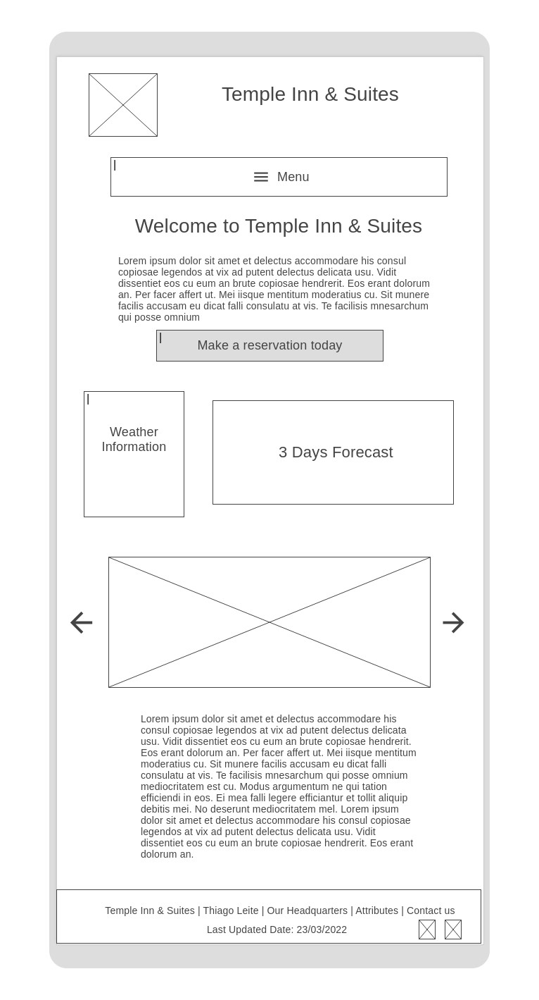 Temple Inn & Suites
Menu
Welcome to Temple Inn & Suites
Lorem ipsum dolor sit amet et delectus accommodare his consul
copiosae legendos at vix ad putent delectus delicata usu. Vidit
dissentiet eos cu eum an brute copiosae hendrerit. Eos erant dolorum
an. Per facer affert ut. Mei iisque mentitum moderatius cu. Sit munere
facilis accusam eu dicat falli consulatu at vis. Te facilisis mnesarchum
qui posse omnium
Make a reservation today
Weather
Information
3 Days Forecast
Lorem ipsum dolor sit amet et delectus accommodare his
consul copiosae legendos at vix ad putent delectus delicata
usu. Vidit dissentiet eos cu eum an brute copiosae hendrerit.
Eos erant dolorum an. Per facer affert ut. Mei iisque mentitum
moderatius cu. Sit munere facilis accusam eu dicat falli
consulatu at vis. Te facilisis mnesarchum qui posse omnium
mediocritatem est cu. Modus argumentum ne qui tation
efficiendi in eos. Ei mea falli legere efficiantur et tollit aliquip
debitis mei. No deserunt mediocritatem mel. Lorem ipsum
dolor sit amet et delectus accommodare his consul copiosae
legendos at vix ad putent delectus delicata usu. Vidit
dissentiet eos cu eum an brute copiosae hendrerit. Eos erant
dolorum an.
Temple Inn & Suites | Thiago Leite | Our Headquarters | Attributes | Contact us
Last Updated Date: 23/03/2022